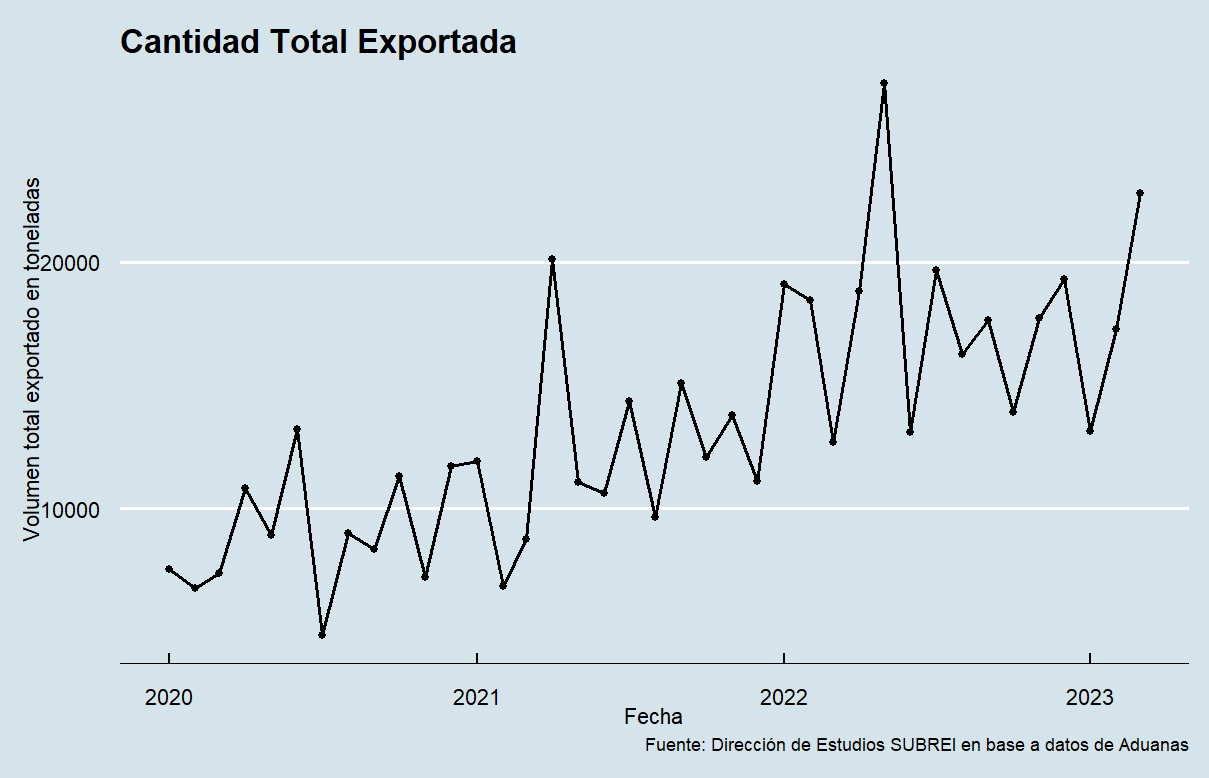 Cantidad Total Exportada
Volumen total exportado en toneladas
20000
10000
2020
2021
2022
2023
Fecha
Fuente: Dirección de Estudios SUBREI en base a datos de Aduanas